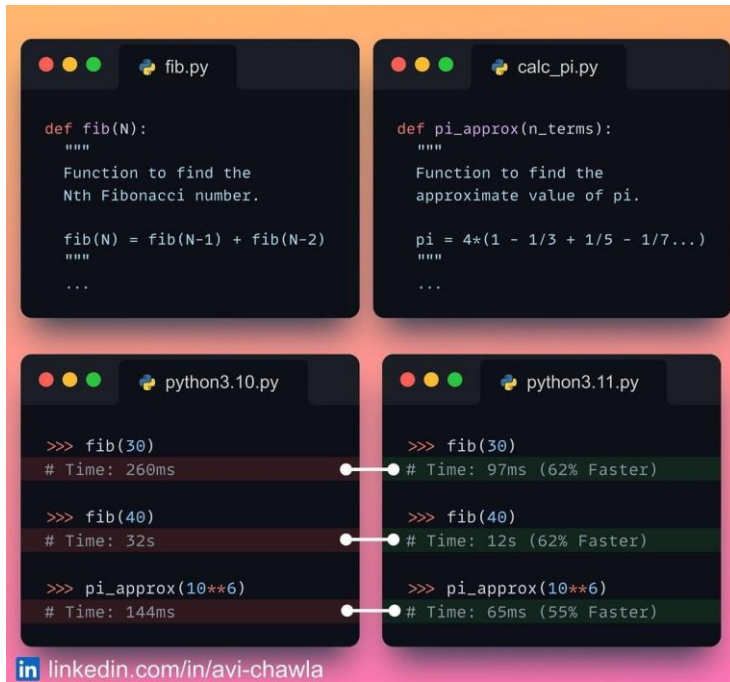 fib.py
def fib(N):
"""
Function to find the
Nth Fibonacci number.
fib(N) = fib(N-1) + fib(N-2)
"""
...
calc_pi.py
def pi_approx(n_terms):
"""
Function to find the
approximate value of pi.
pi = 4*(1 - 1/3 + 1/5 - 1/7...)
"""
...
python3.10.py
>>> fib(30)
# Time: 260ms
>>> fib(40)
# Time: 32s
>>> pi_approx(10**6)
# Time: 144ms
python3.11.py
>>> fib(30)
# Time: 97ms (62% Faster)
>>> fib(40)
# Time: 12s (62% Faster)
>>> pi_approx(10**6)
# Time: 65ms (55% Faster)
in linkedin.com/in/avi-chawla